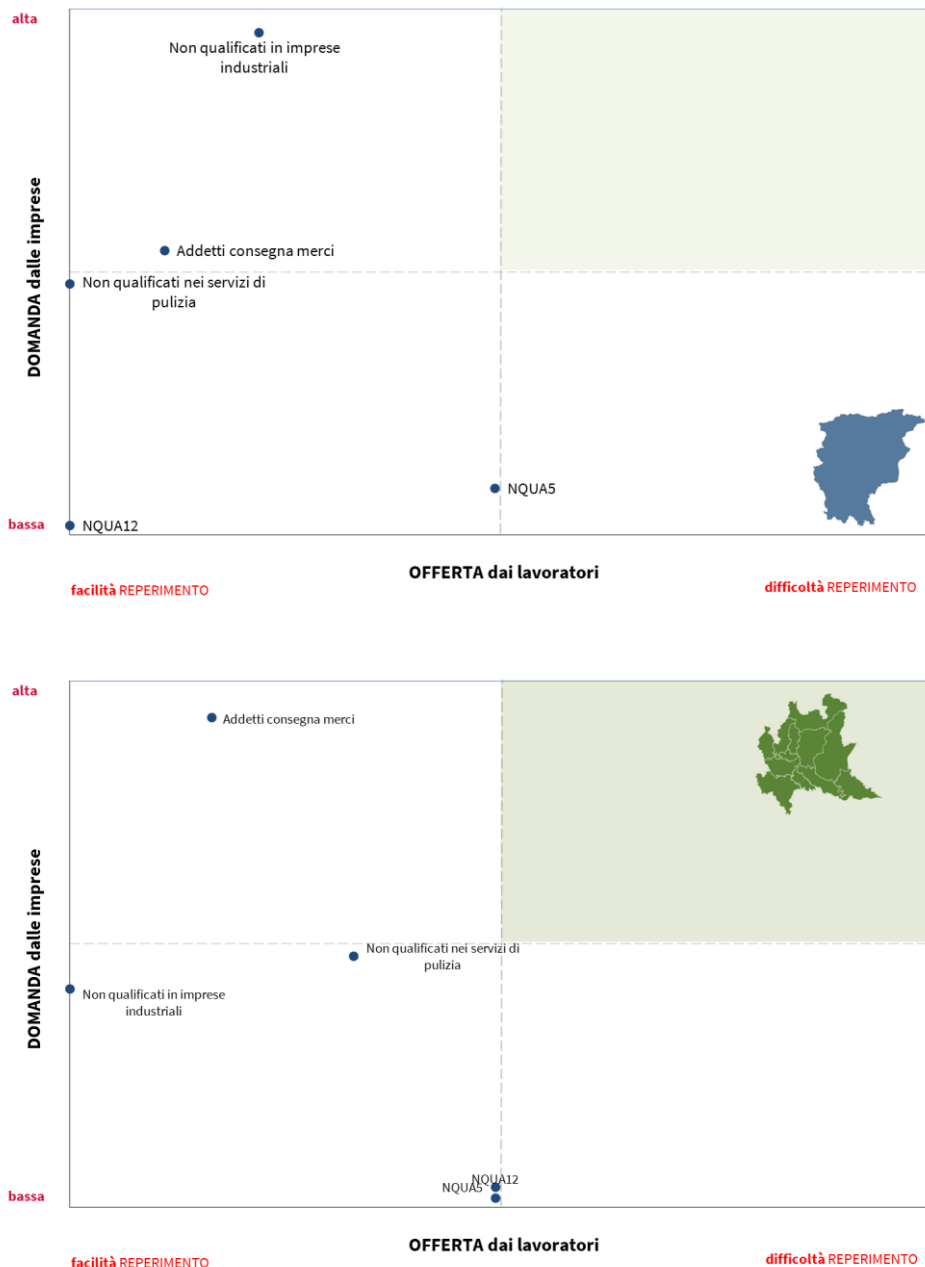 alta
Non qualificati in imprese
industriali
DOMANDA dalle imprese
Addetti consegna merci
Non qualificati nei servizi di
pulizia
NQUA5
bassa
NQUA12
OFFERTA dai lavoratori
facilità REPERIMENTO
difficoltà REPERIMENTO
alta
Addetti consegna merci
DOMANDA dalle imprese
Non qualificati nei servizi di
pulizia
Non qualificati in imprese
industriali
NQUA12
NQUA5
bassa
OFFERTA dai lavoratori
facilità REPERIMENTO
difficoltà REPERIMENTO